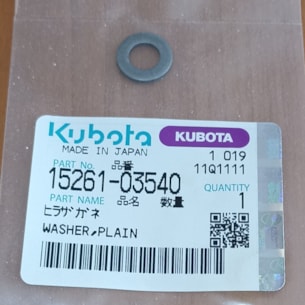 Kubota KUBOTA
MADE IN JAPAN 1 019
PART No. 品番 11Q1111
15261-03540 QUANTITY
PART NAME 品名 数量 1
ヒラザガネ
WASHER,PLAIN